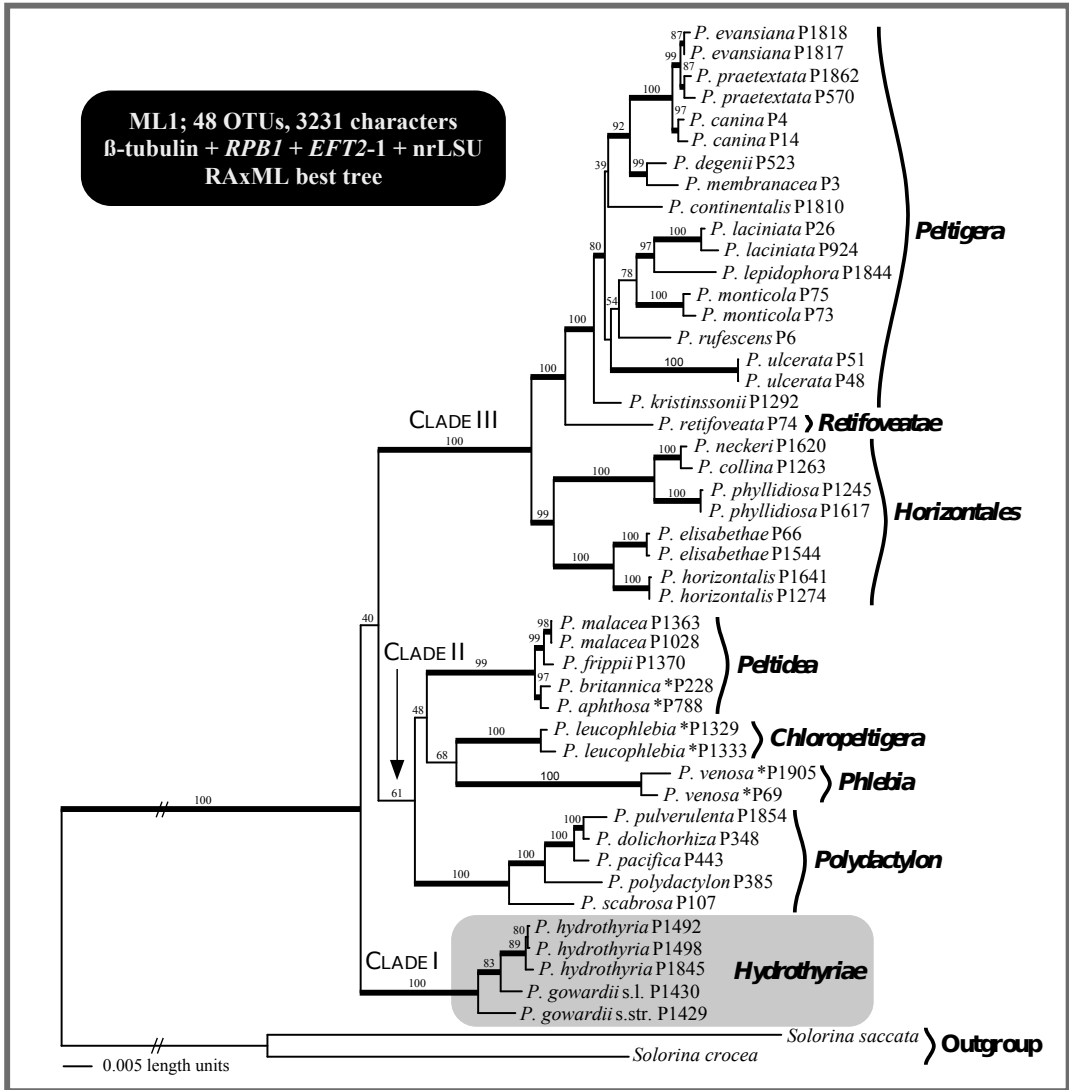 ML1; 48 OTUs, 3231 characters
ß-tubulin + RPB1 + EFT2-1 + nrLSU
RAxML best tree
87
P. evansiana P1818
P. evansiana P1817
99
87
P. praetextata P1862
100
P. praetextata P570
97
P. canina P4
92
P. canina P14
39
99
P. degenii P523
P. membranacea P3
P. continentalis P1810
Peltigera
100
P. laciniata P26
80
97
P. laciniata P924
78
P. lepidophora P1844
54
100
P. monticola P75
P. monticola P73
100
P. rufescens P6
100
P. ulcerata P51
100
P. ulcerata P48
P. kristinssonii P1292
CLADE III
P. retifoveata P74
Retifoveatae
100
100
P. neckeri P1620
100
P. collina P1263
100
P. phyllidiosa P1245
P. phyllidiosa P1617
Horizontales
99
100
P. elisabethae P66
100
P. elisabethae P1544
100
P. horizontalis P1641
P. horizontalis P1274
40
98
P. malacea P1363
99
P. malacea P1028
CLADE II
99
P. frippii P1370
Peltidea
97
P. britannica *P228
P. aphthosa *P788
48
100
P. leucophlebia *P1329
Chloropeltigera
68
P. leucophlebia *P1333
100
P. venosa *P1905
Phlebia
61
P. venosa *P69
100
100
P. pulverulenta P1854
100
P. dolichorhiza P348
100
P. pacifica P443
Polydactylon
100
P. polydactylon P385
P. scabrosa P107
80
P. hydrothyria P1492
89
P. hydrothyria P1498
CLADE I
83
P. hydrothyria P1845
Hydrothyriae
100
P. gowardii s.l. P1430
P. gowardii s.str. P1429
Solorina saccata
Outgroup
Solorina crocea
0.005 length units